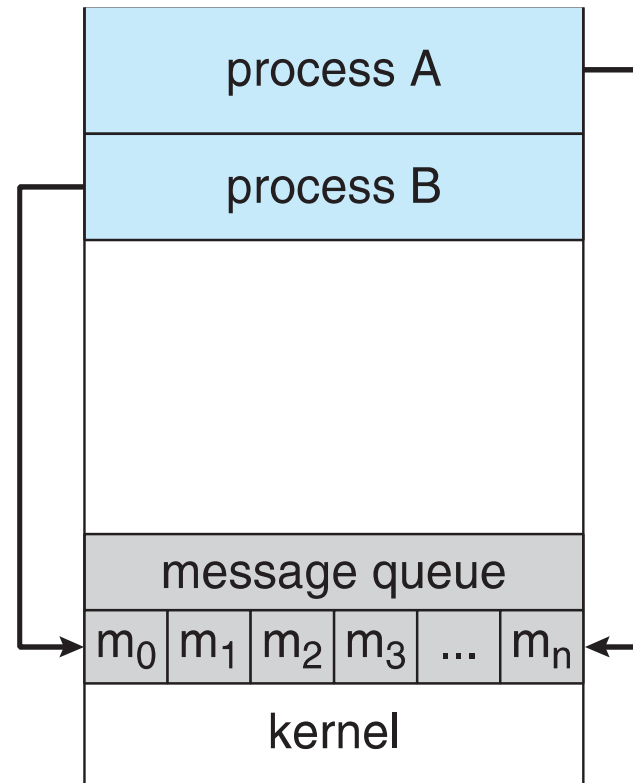 process A
process B
message queue
m₀ m₁ m₂ m₃ ... mₙ
kernel